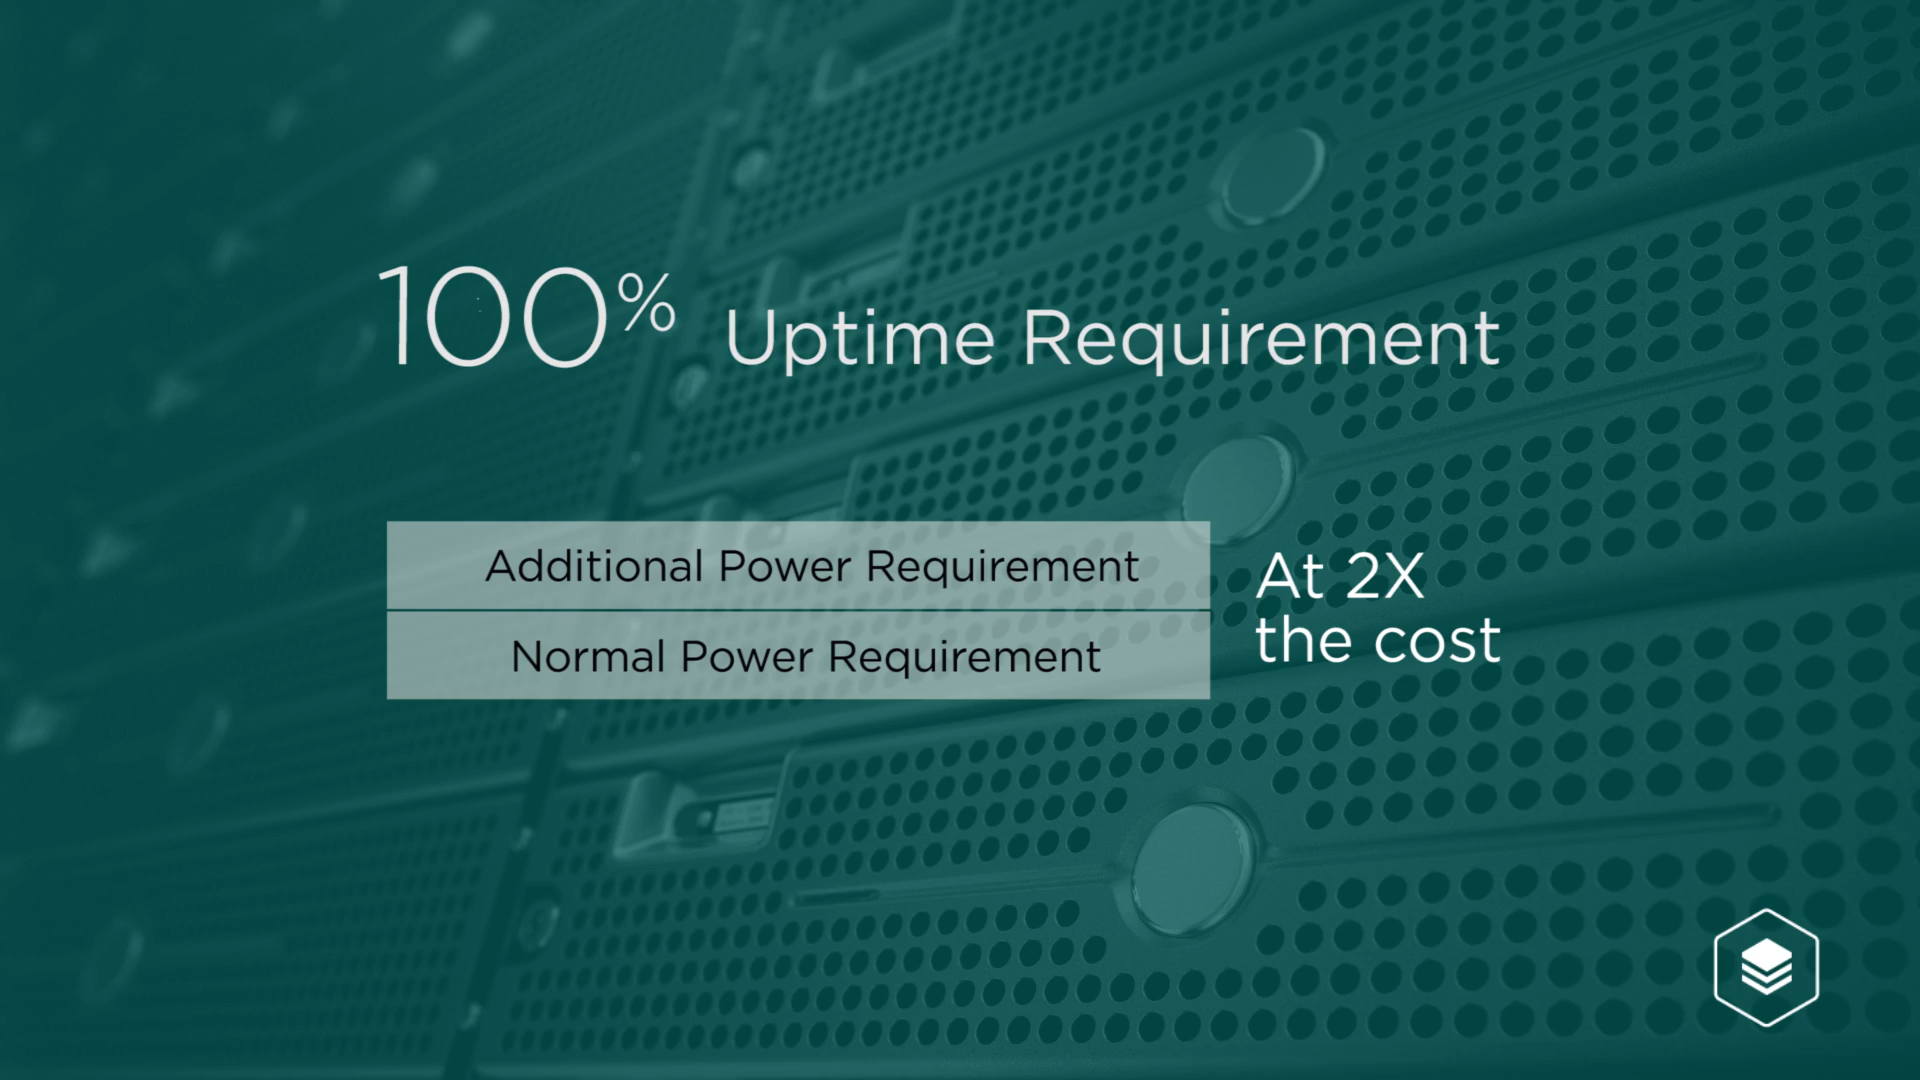 100% Uptime Requirement
Additional Power Requirement
Normal Power Requirement
At 2X
the cost